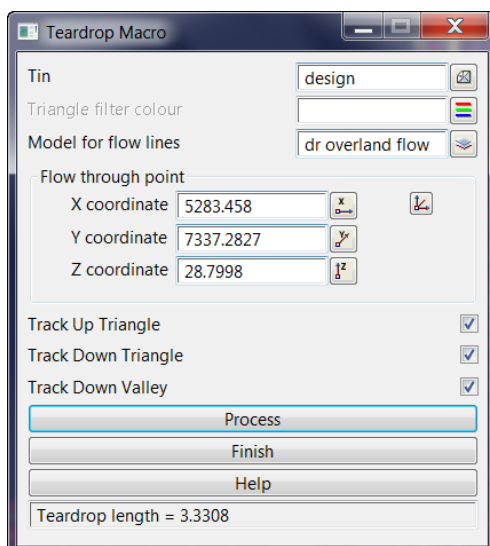 Teardrop Macro
Tin design
Triangle filter colour
Model for flow lines dr overland flow
Flow through point
X coordinate 5283.458
Y coordinate 7337.2827
Z coordinate 28.7998
Track Up Triangle
Track Down Triangle
Track Down Valley
Process
Finish
Help
Teardrop length = 3.3308